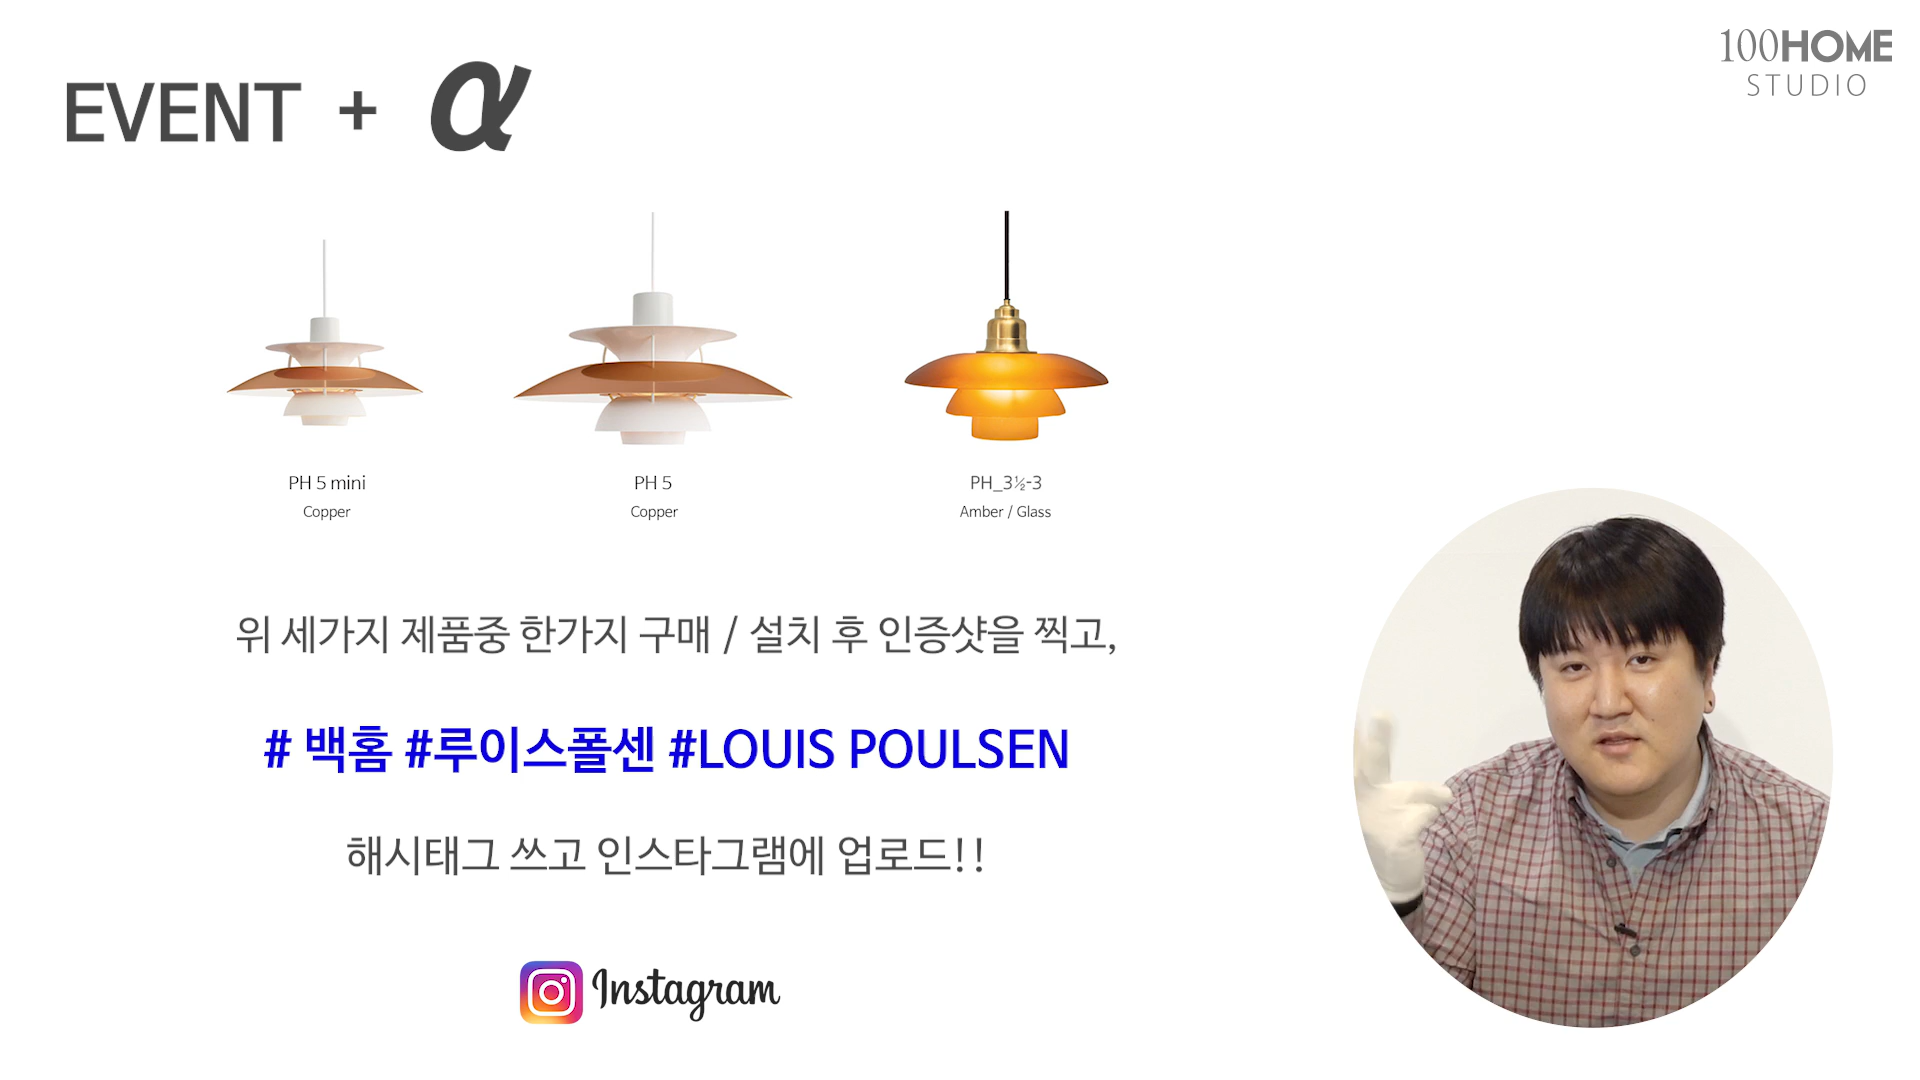 EVENT + α
100HOME
STUDIO
PH 5 mini
Copper
PH 5
Copper
PH_3½-3
Amber / Glass
위 세가지 제품중 한가지 구매 / 설치 후 인증샷을 찍고,
# 백홈 #루이스폴센 #LOUIS POULSEN
해시태그 쓰고 인스타그램에 업로드!!
Instagram